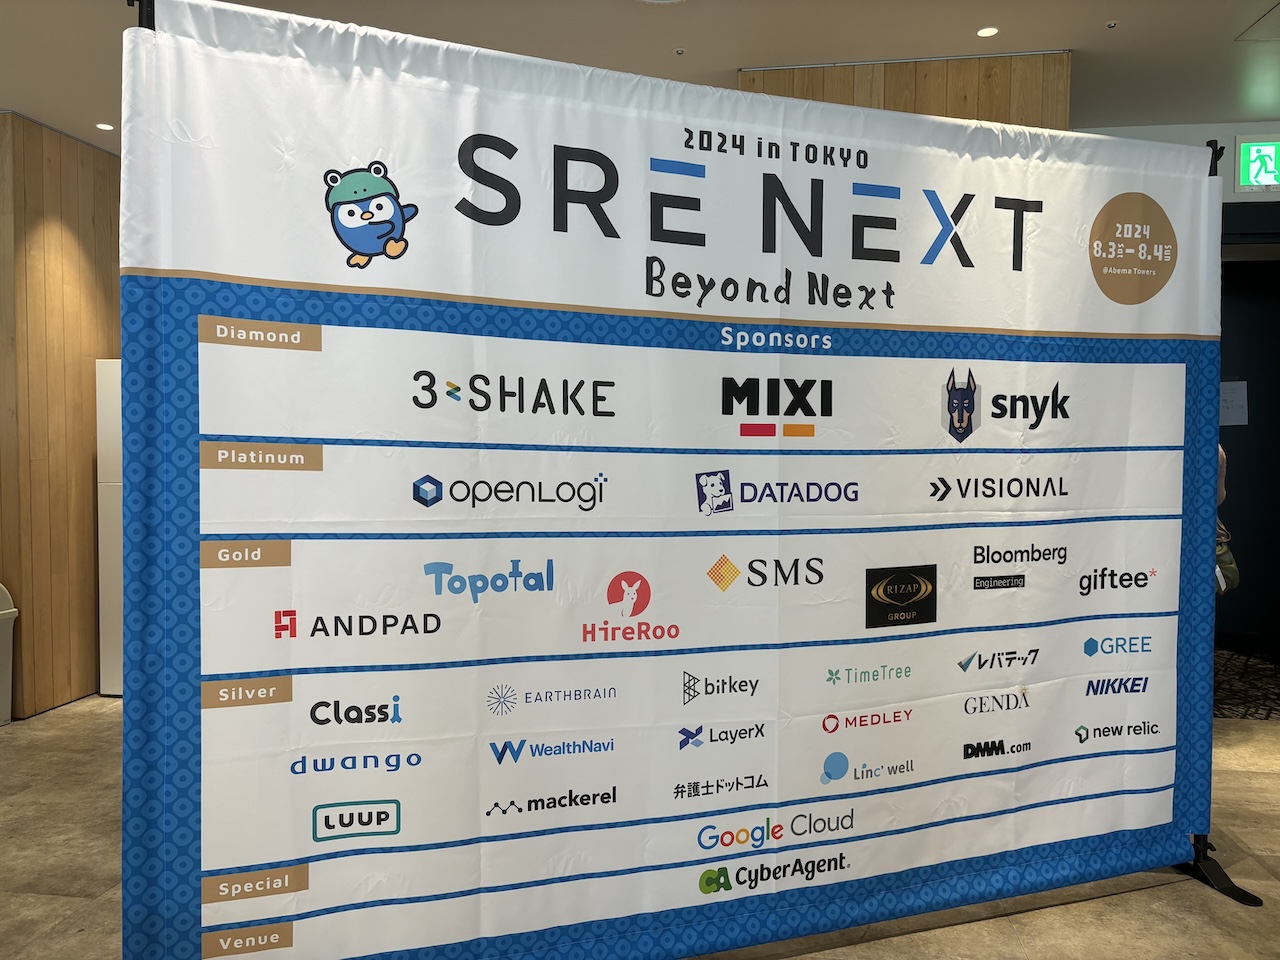 2024 in TOKYO
SRE NEXT
Beyond Next
2024
8.3 SAT - 8.4 SUN
@Abema Towers
Sponsors
Diamond
3-SHAKE
MIXI
snyk
Platinum
OPENLOGi
DATADOG
VISIONAL
Gold
Topotal
SMS
Bloomberg
Engineering
giftee*
RIZAP
GROUP
ANDPAD
HireRoo
Silver
Classi
EARTHBRAIN
bitkey
TimeTree
レバテック
GREE
dwango
WealthNavi
LayerX
MEDLEY
GENDA
NIKKEI
LUUP
mackerel
弁護士ドットコム
Linc'well
DMM.com
new relic.
Special
Google Cloud
Venue
CA CyberAgent.